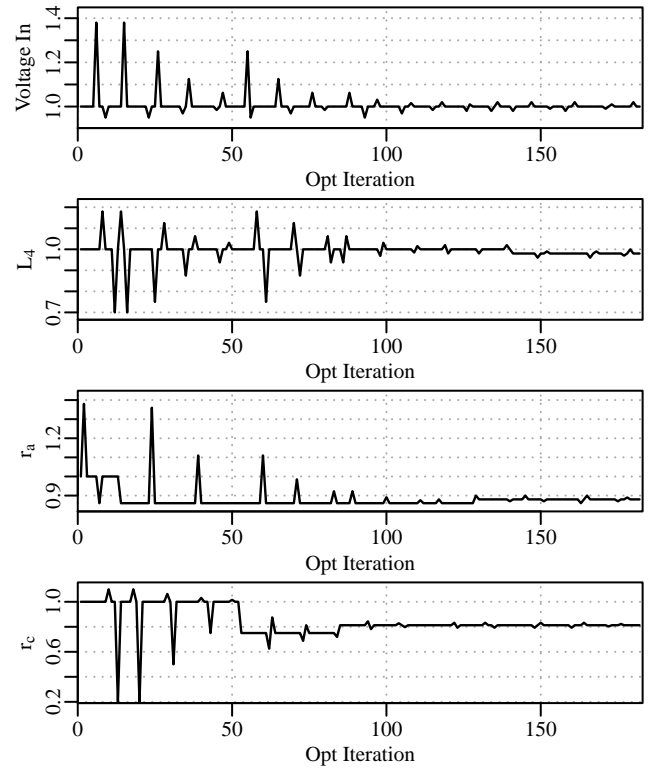 Voltage In
1.0 1.2 1.4
0 50 100 150
Opt Iteration
L4
0.7 1.0
0 50 100 150
Opt Iteration
ra
0.9 1.2
0 50 100 150
Opt Iteration
rc
0.2 0.6 1.0
0 50 100 150
Opt Iteration